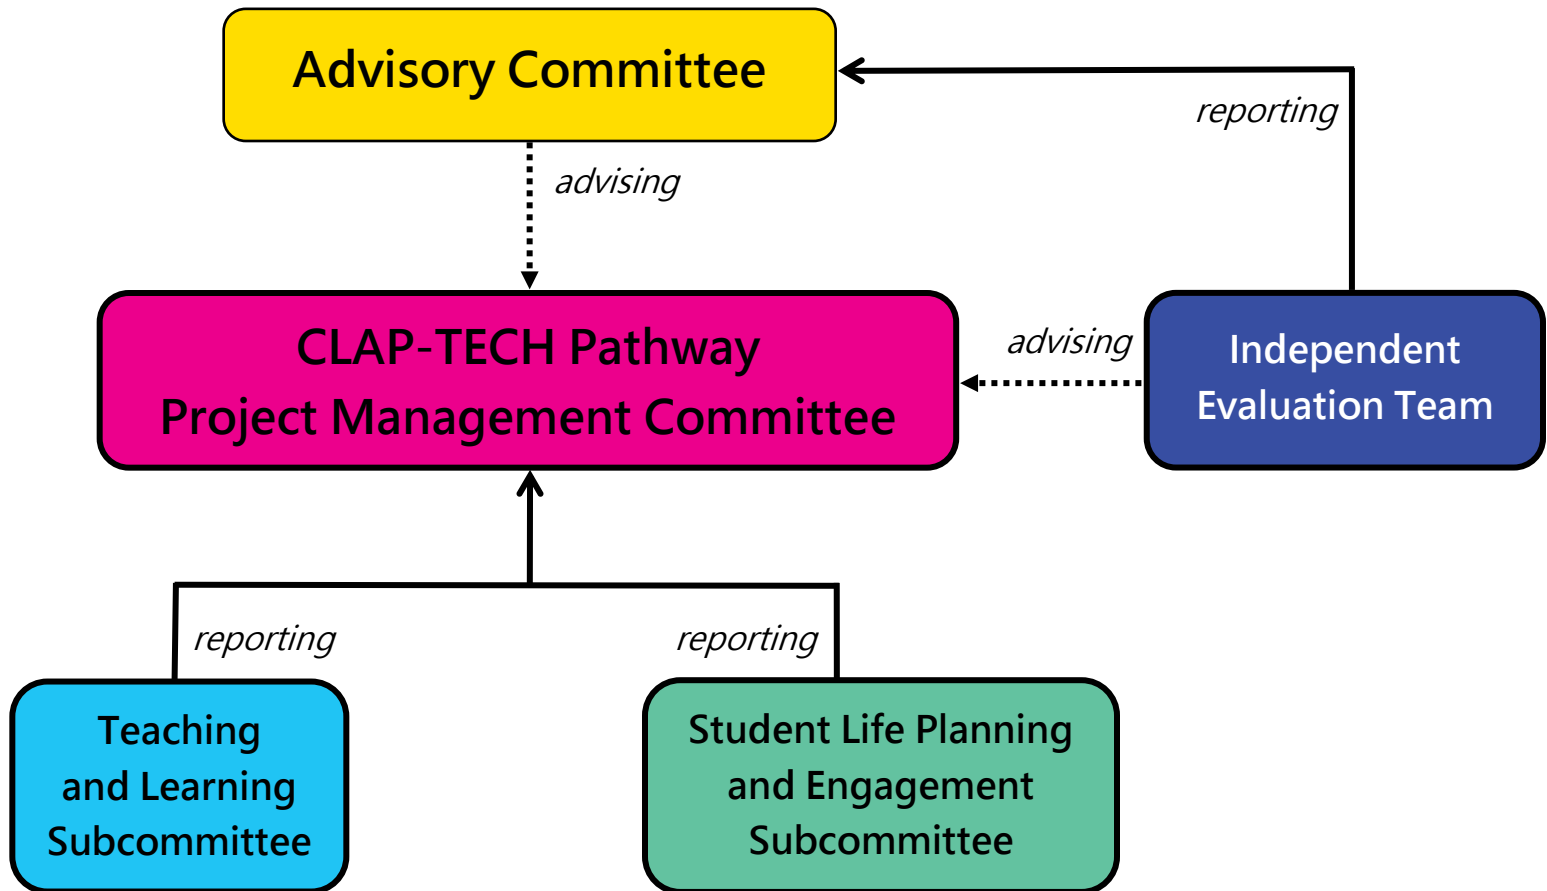 Advisory Committee
reporting
advising
CLAP-TECH Pathway
Project Management Committee
advising
Independent
Evaluation Team
reporting
reporting
Teaching
and Learning
Subcommittee
Student Life Planning
and Engagement
Subcommittee